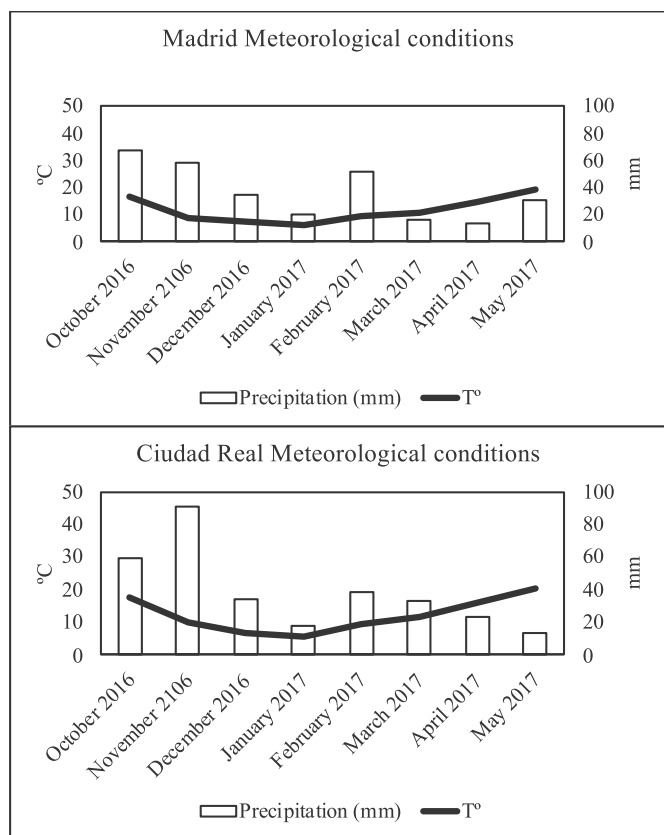 Madrid Meteorological conditions
50
40
30
20
10
0
ºC
100
80
60
40
20
0
mm
October 2016
November 2106
December 2016
January 2017
February 2017
March 2017
April 2017
May 2017
Precipitation (mm)
Tº
Ciudad Real Meteorological conditions
50
40
30
20
10
0
ºC
100
80
60
40
20
0
mm
October 2016
November 2106
December 2016
January 2017
February 2017
March 2017
April 2017
May 2017
Precipitation (mm)
Tº